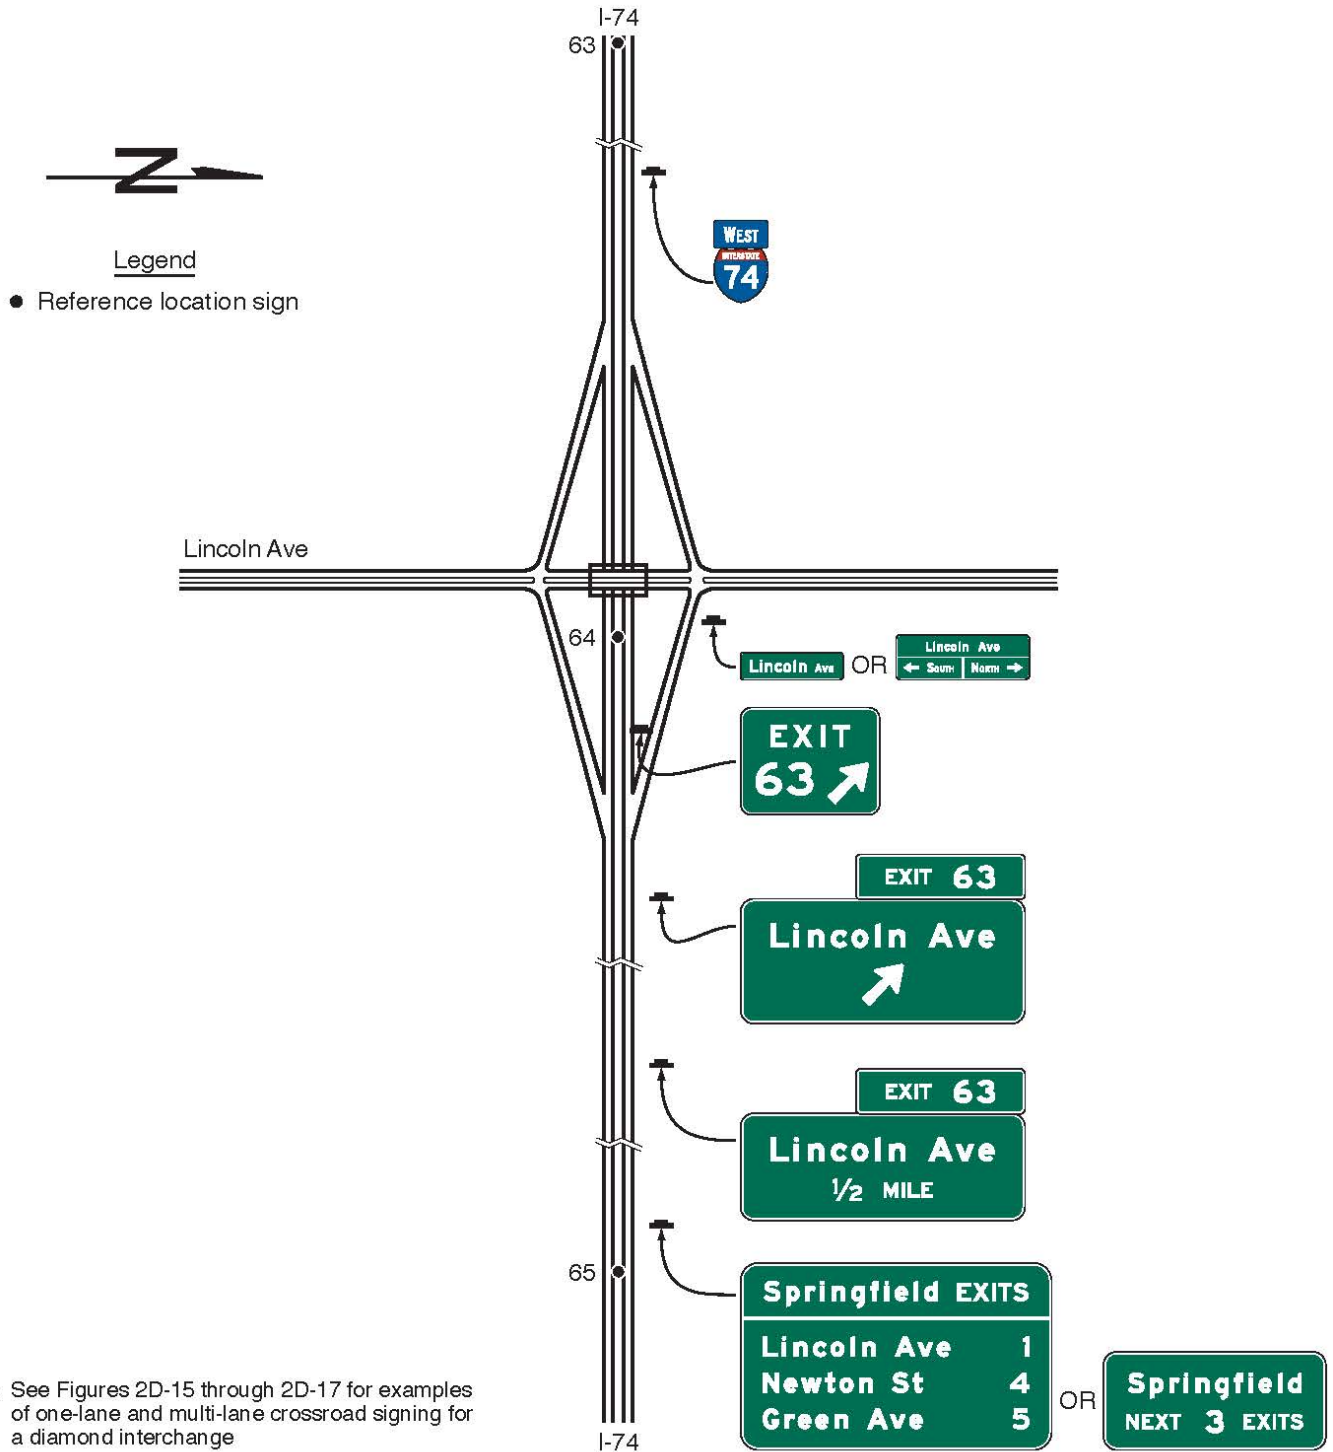 I-74
63
N
WEST
INTERSTATE
74
Legend
Reference location sign
Lincoln Ave
64
Lincoln Ave
OR
Lincoln Ave
← SOUTH NORTH →
EXIT
63
EXIT 63
Lincoln Ave
EXIT 63
Lincoln Ave
1/2 MILE
65
Springfield EXITS
Lincoln Ave 1
Newton St 4
Green Ave 5
OR
Springfield
NEXT 3 EXITS
See Figures 2D-15 through 2D-17 for examples
of one-lane and multi-lane crossroad signing for
a diamond interchange
I-74